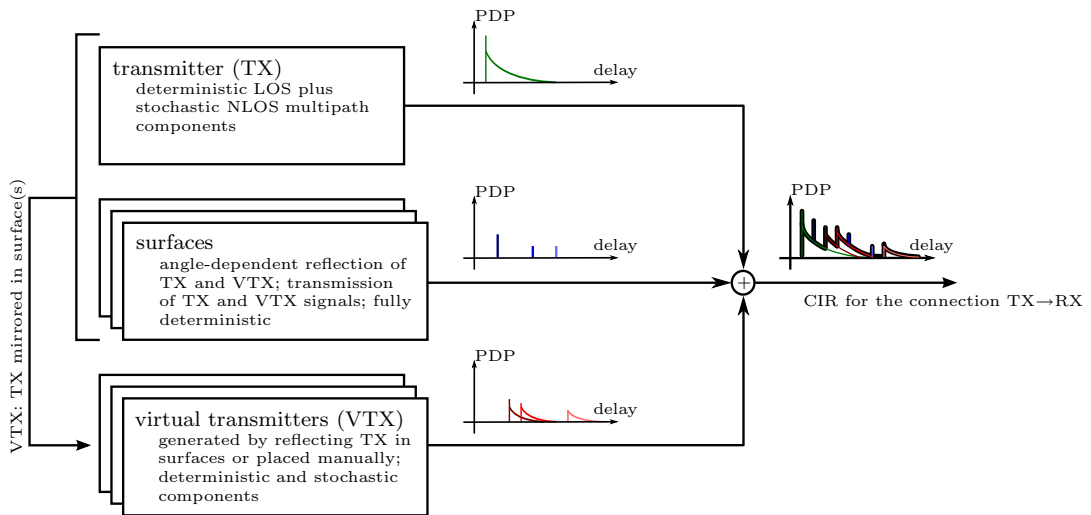 PDP
delay
transmitter (TX)
deterministic LOS plus
stochastic NLOS multipath
components
VTX: TX mirrored in surface(s)
PDP
delay
surfaces
angle-dependent reflection of
TX and VTX; transmission
of TX and VTX signals; fully
deterministic
PDP
delay
+
CIR for the connection TX→RX
PDP
delay
virtual transmitters (VTX)
generated by reflecting TX in
surfaces or placed manually;
deterministic and stochastic
components